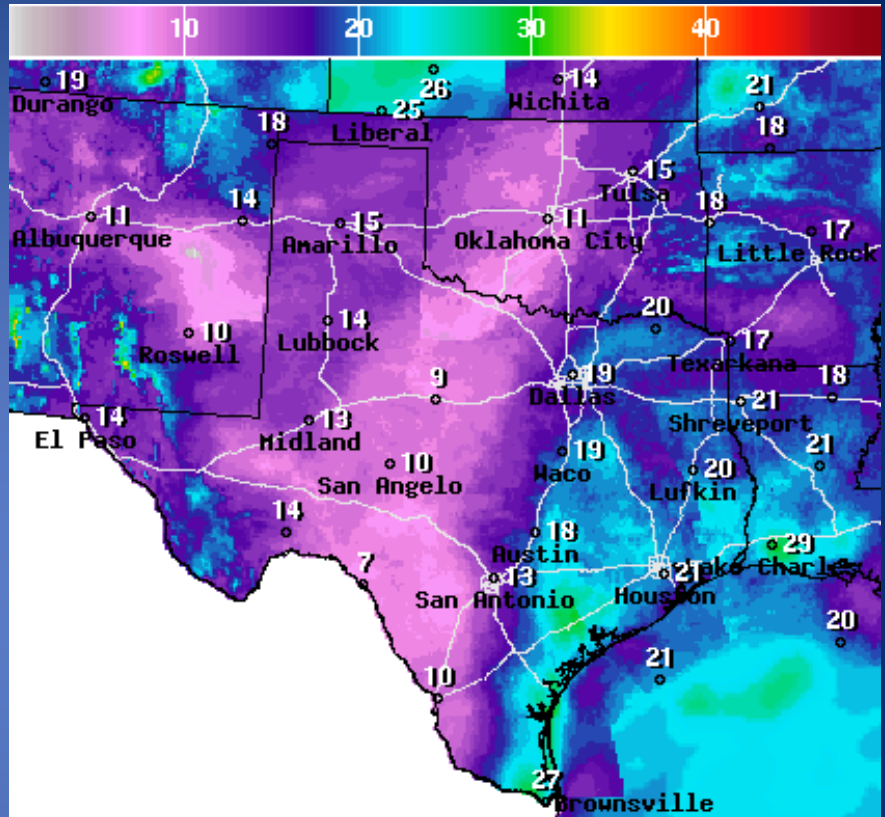 10 20 30 40
19
Durango
26
14
Wichita
25
Liberal
21
18
18
15
Tulsa
11
Albuquerque
14
15
Amarillo
11
Oklahoma City
18
17
Little Rock
10
Roswell
14
Lubbock
20
17
Texarkana
9
19
Dallas
18
21
Shreveport
14
El Paso
13
Midland
10
San Angelo
19
Waco
20
Lufkin
21
14
18
Austin
29
Lake Charles
7
13
San Antonio
21
Houston
20
10
21
27
Brownsville